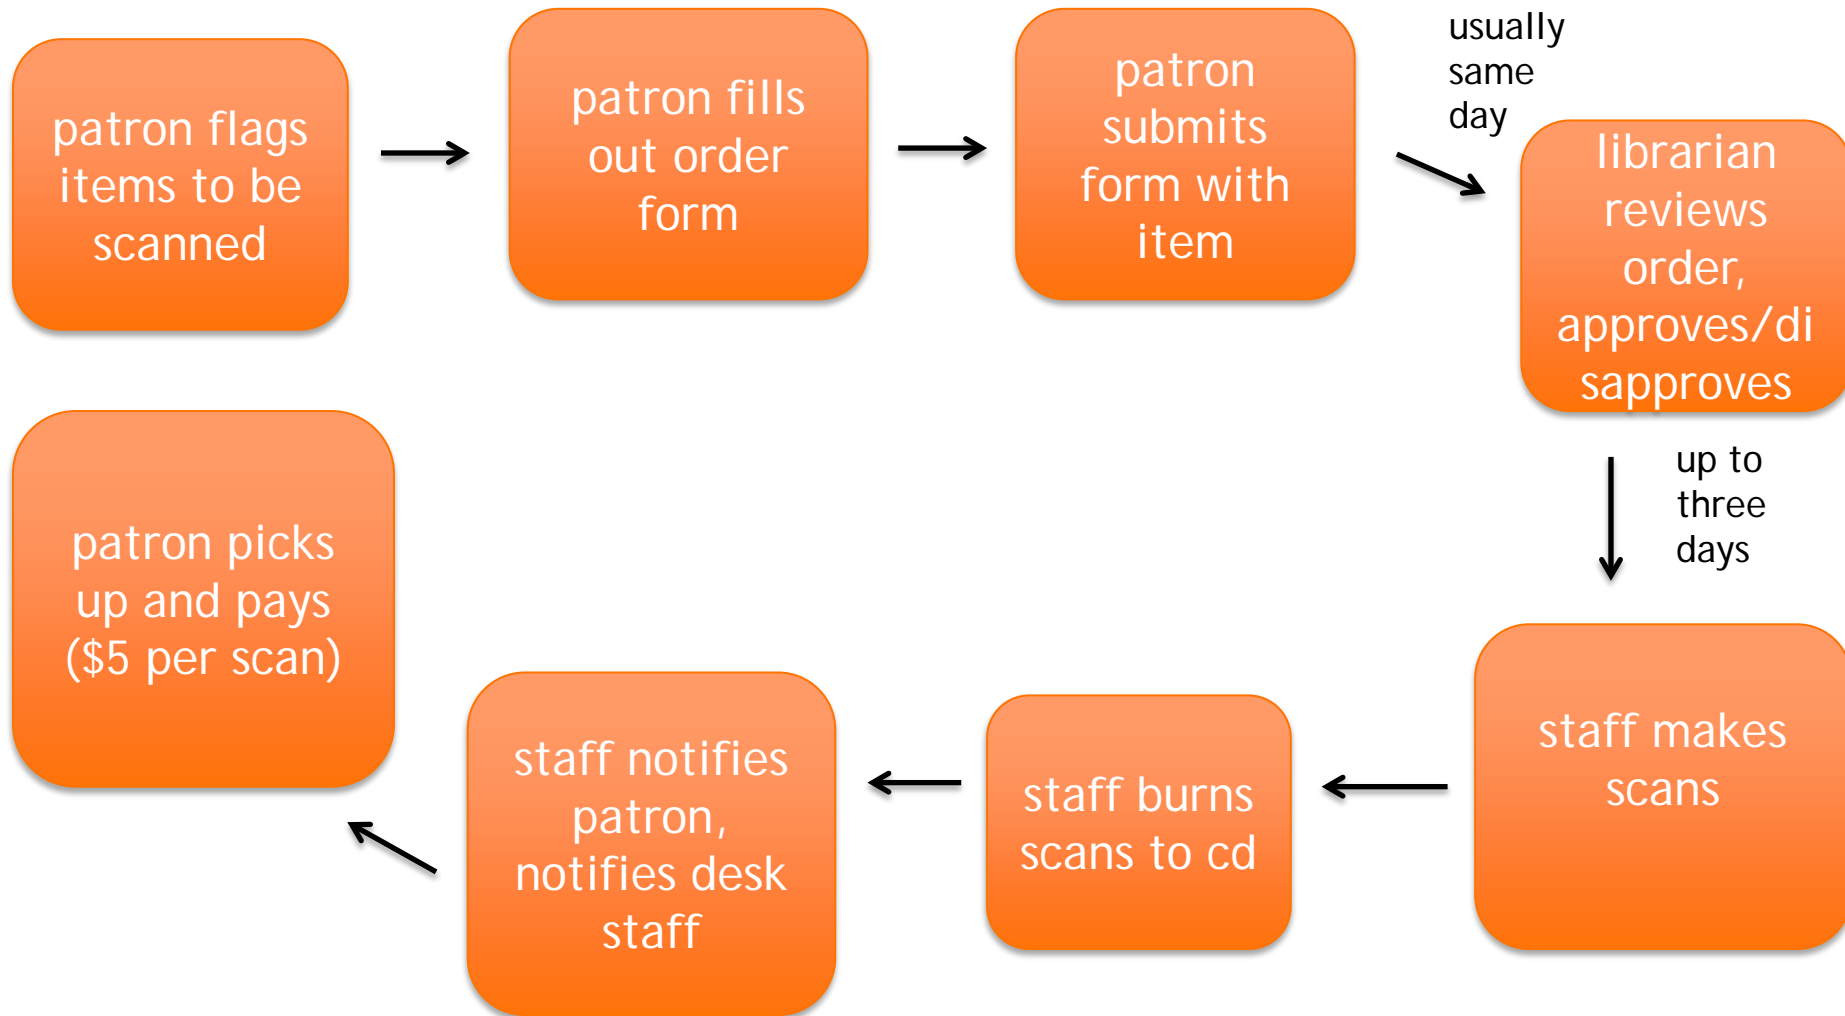 patron flags
items to be
scanned
patron fills
out order
form
patron
submits
form with
item
usually
same
day
librarian
reviews
order,
approves/di
sapproves
up to
three
days
staff makes
scans
staff burns
scans to cd
staff notifies
patron,
notifies desk
staff
patron picks
up and pays
($5 per scan)